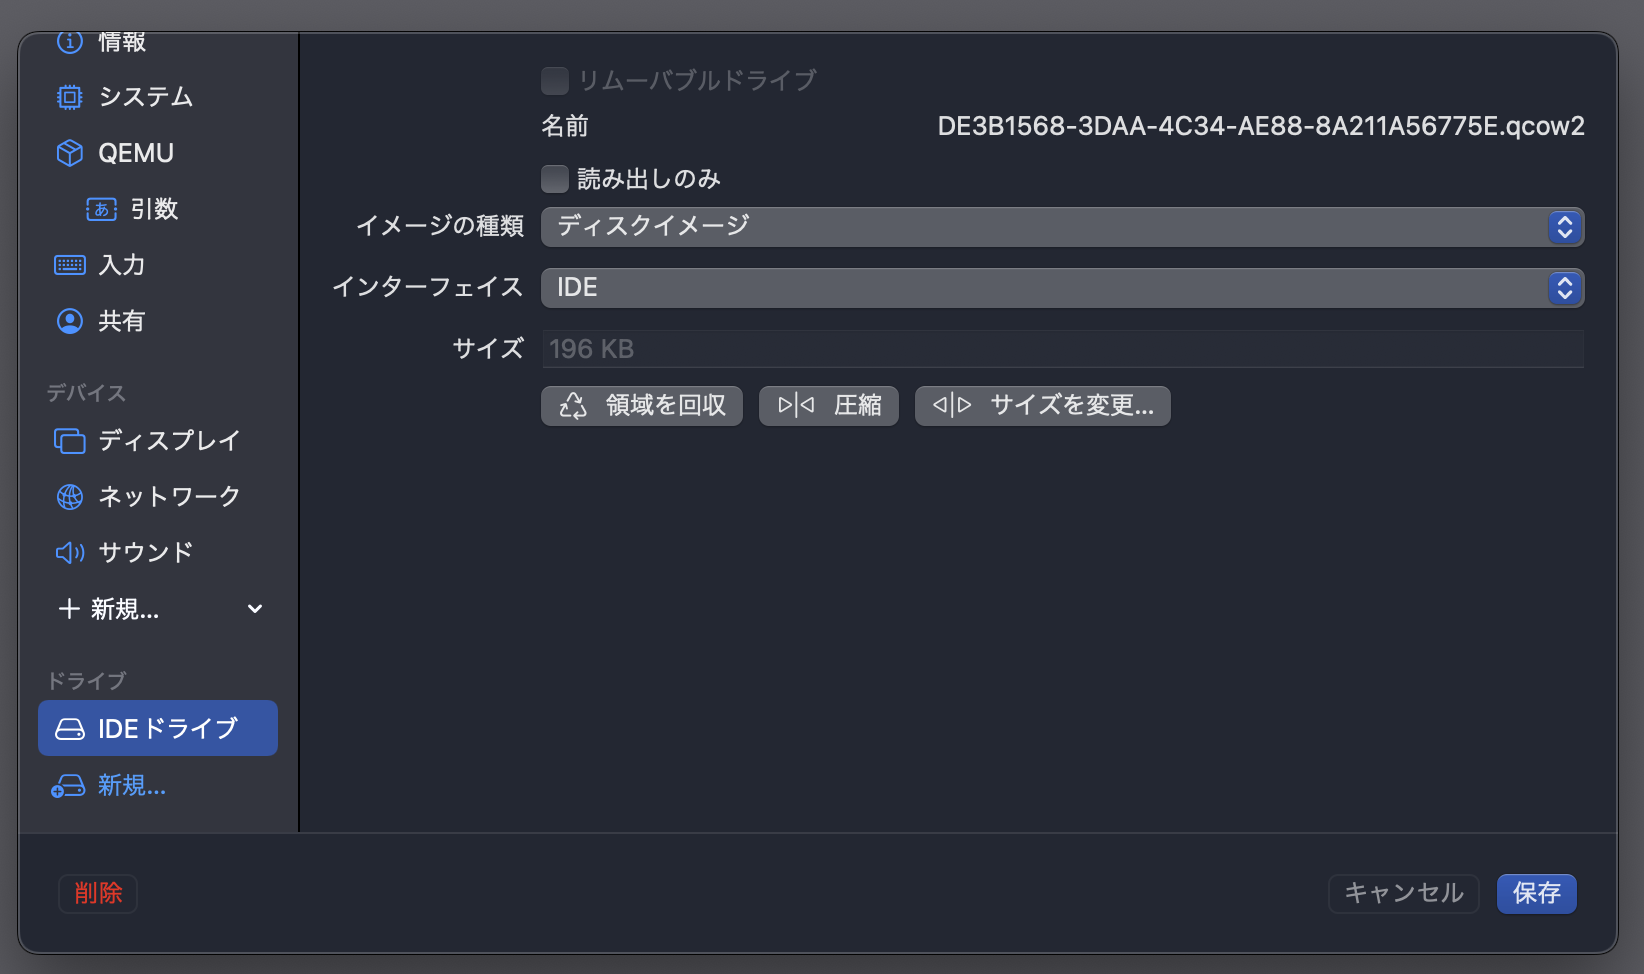 情報
システム
QEMU
あ 引数
入力
共有
デバイス
ディスプレイ
ネットワーク
サウンド
新規...
ドライブ
IDEドライブ
新規...
リムーバブルドライブ
名前 DE3B1568-3DAA-4C34-AE88-8A211A56775E.qcow2
読み出しのみ
イメージの種類 ディスクイメージ
インターフェイス IDE
サイズ 196 KB
領域を回収 圧縮 サイズを変更...
削除 キャンセル 保存